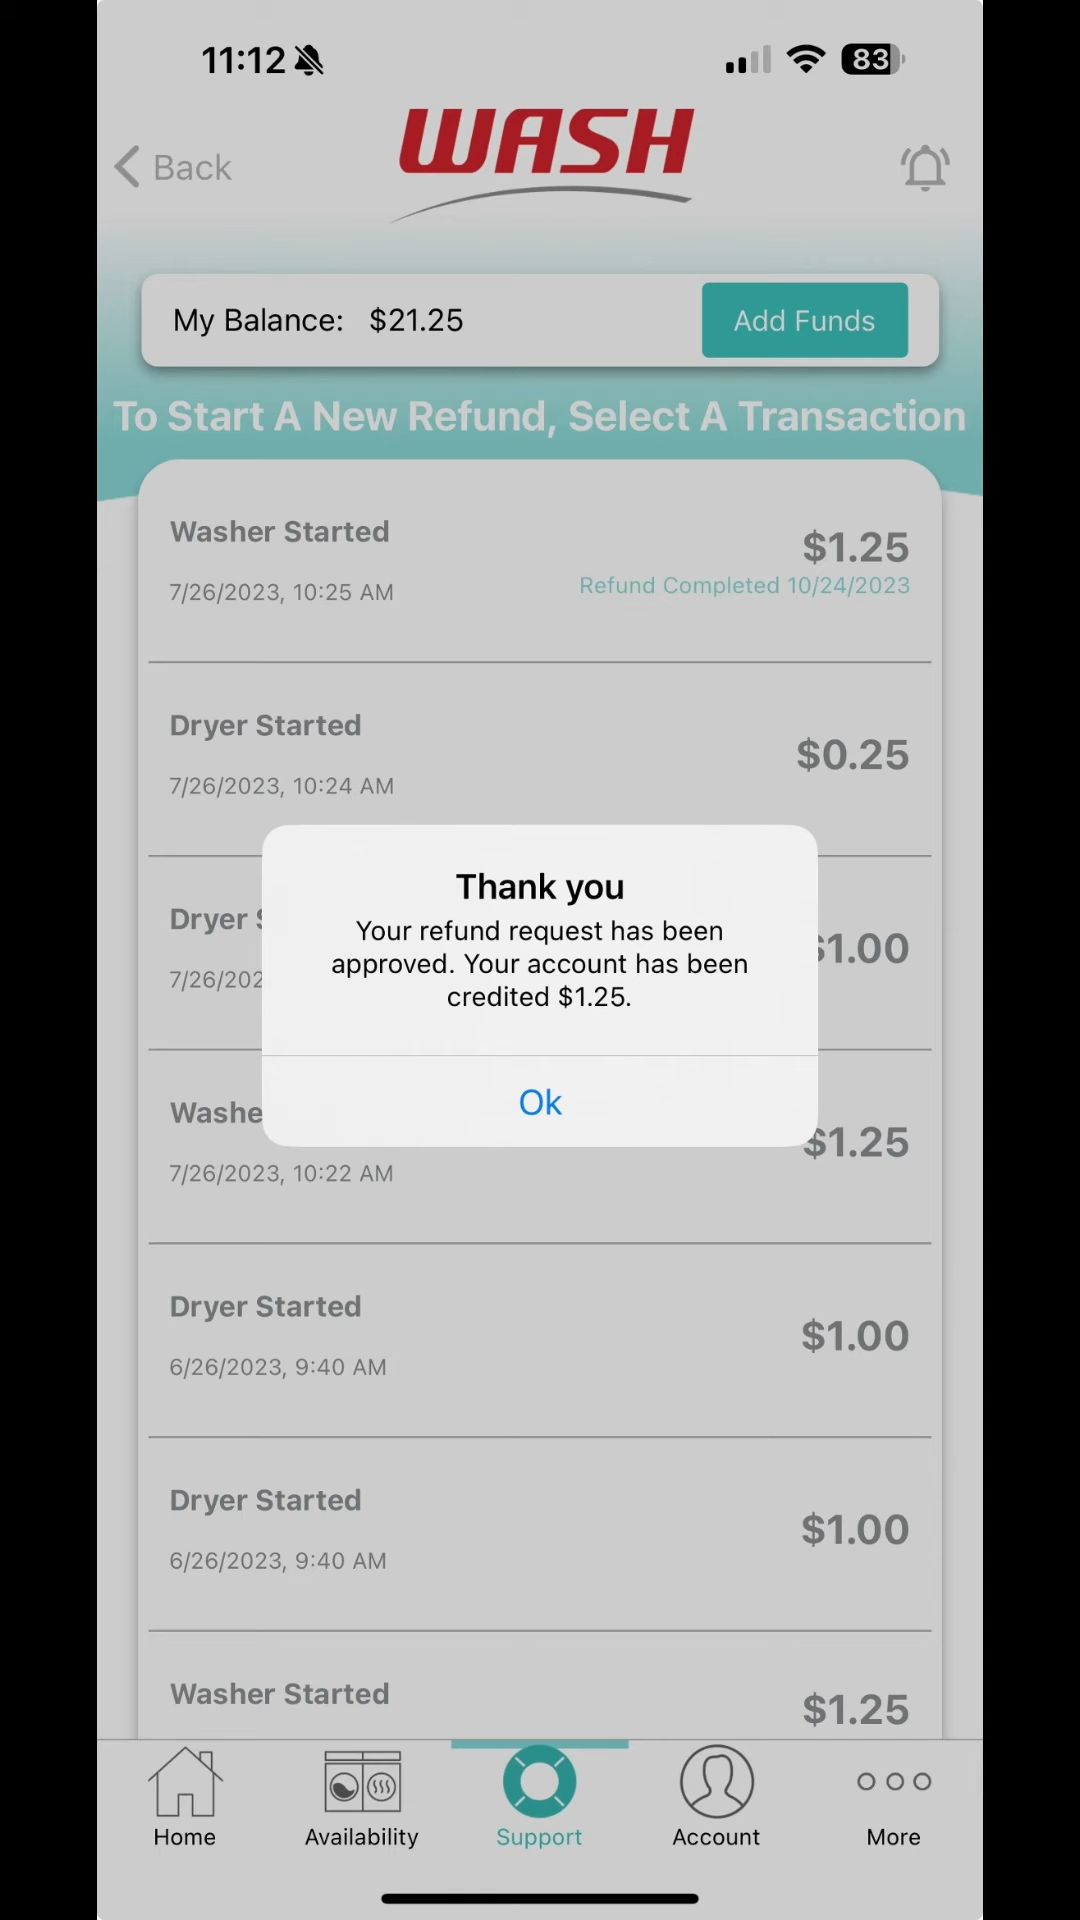 11:12
83
Back
WASH
My Balance: $21.25
Add Funds
To Start A New Refund, Select A Transaction
Washer Started
$1.25
7/26/2023, 10:25 AM
Refund Completed 10/24/2023
Dryer Started
$0.25
7/26/2023, 10:24 AM
Thank you
Your refund request has been
approved. Your account has been
credited $1.25.
Ok
Dryer
$1.00
7/26/202
Washe
$1.25
7/26/2023, 10:22 AM
Dryer Started
$1.00
6/26/2023, 9:40 AM
Dryer Started
$1.00
6/26/2023, 9:40 AM
Washer Started
$1.25
Home
Availability
Support
Account
More